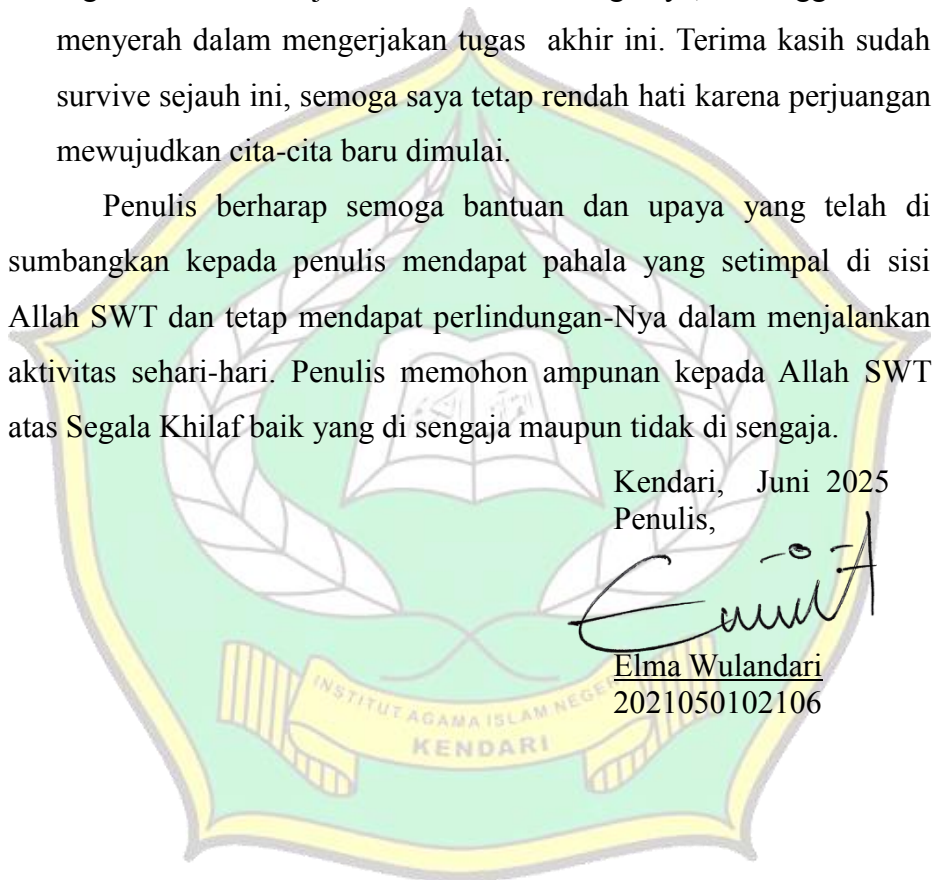 menyerah dalam mengerjakan tugas akhir ini. Terima kasih sudah
survive sejauh ini, semoga saya tetap rendah hati karena perjuangan
mewujudkan cita-cita baru dimulai.
Penulis berharap semoga bantuan dan upaya yang telah di
sumbangkan kepada penulis mendapat pahala yang setimpal di sisi
Allah SWT dan tetap mendapat perlindungan-Nya dalam menjalankan
aktivitas sehari-hari. Penulis memohon ampunan kepada Allah SWT
atas Segala Khilaf baik yang di sengaja maupun tidak di sengaja.
Kendari, Juni 2025
Penulis,
Elma Wulandari
2021050102106
INSTITUT AGAMA ISLAM NEGERI
KENDARI